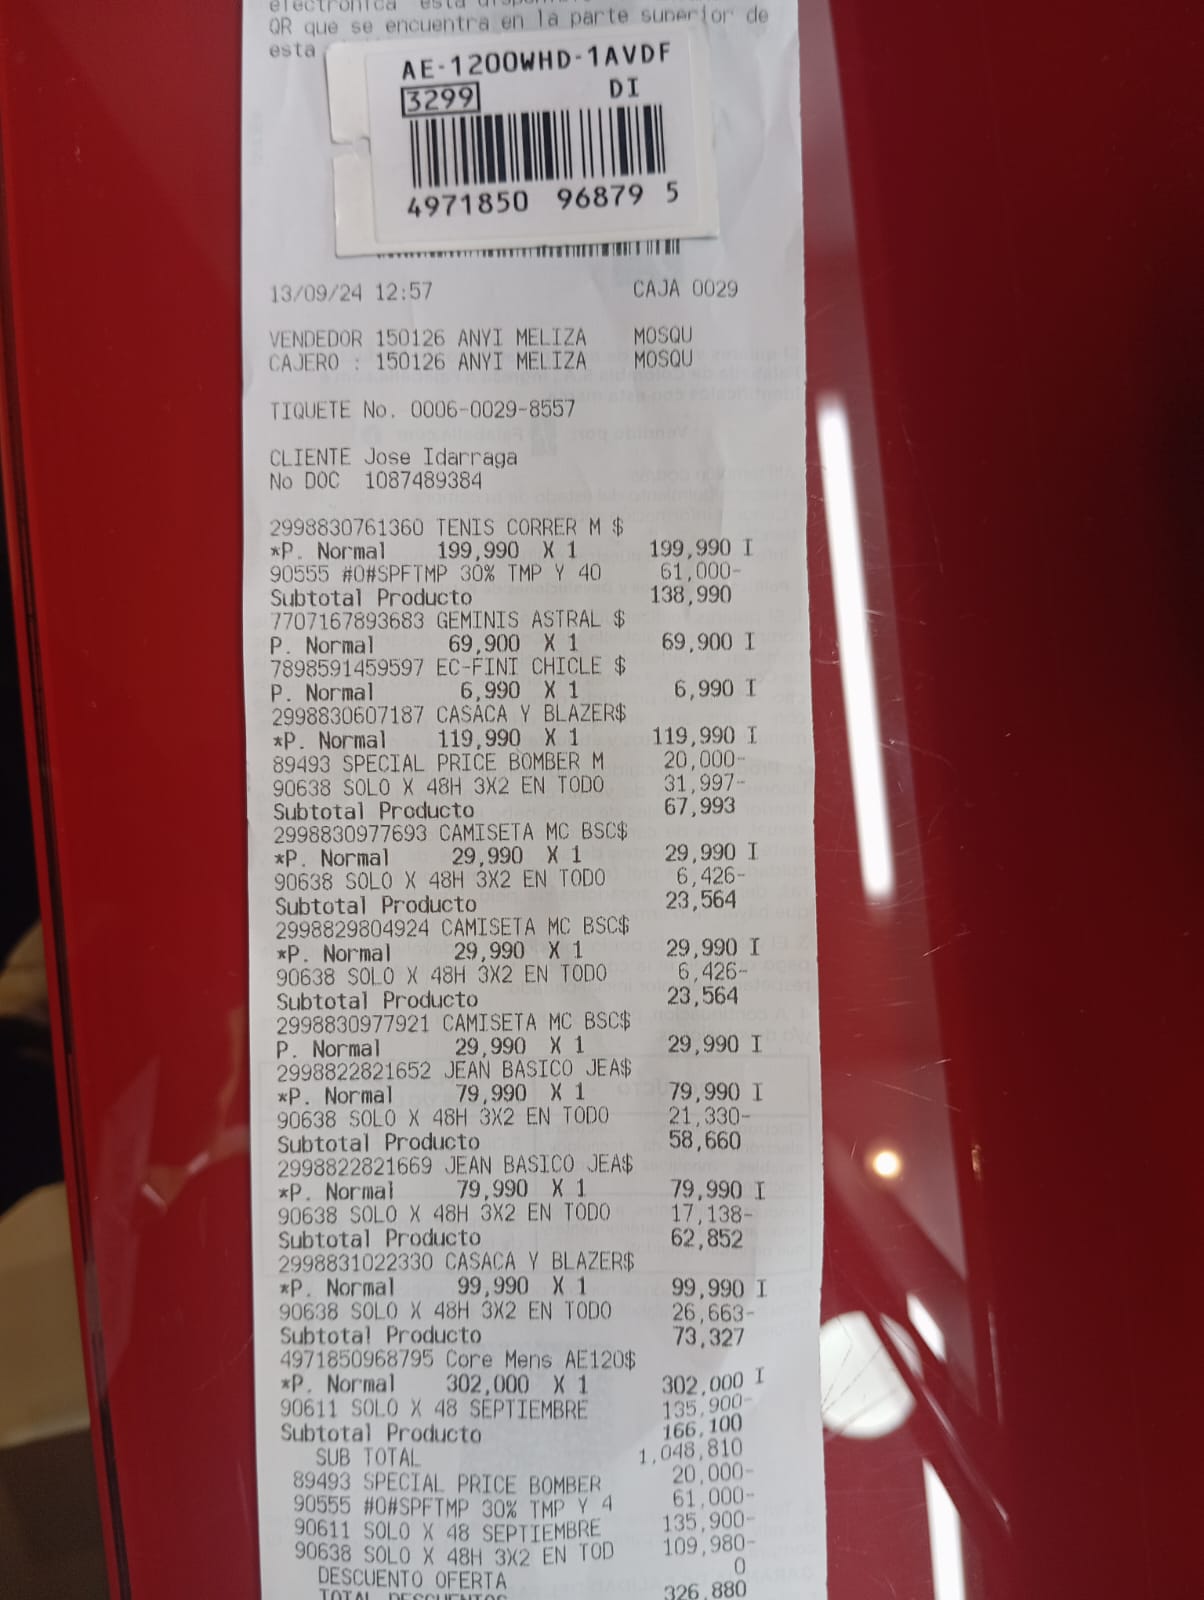 electrónica está
QR que se encuentra en la parte superior de
esta
AE-1200WHD-1AVDF
3299 DI
4971850 96879 5
13/09/24 12:57 CAJA 0029
VENDEDOR 150126 ANYI MELIZA MOSQU
CAJERO : 150126 ANYI MELIZA MOSQU
TIQUETE No. 0006-0029-8557
CLIENTE Jose Idarraga
No DOC 1087489384
2998830761360 TENIS CORRER M $
*P. Normal 199,990 X 1 199,990 I
90555 #O#SPFTMP 30% TMP Y 40 61,000-
Subtotal Producto 138,990
7707167893683 GEMINIS ASTRAL $
P. Normal 69,900 X 1 69,900 I
7898591459597 EC-FINI CHICLE $
P. Normal 6,990 X 1 6,990 I
2998830607187 CASACA Y BLAZER$
*P. Normal 119,990 X 1 119,990 I
89493 SPECIAL PRICE BOMBER M 20,000-
90638 SOLO X 48H 3X2 EN TODO 31,997-
Subtotal Producto 67,993
2998830977693 CAMISETA MC BSC$
*P. Normal 29,990 X 1 29,990 I
90638 SOLO X 48H 3X2 EN TODO 6,426-
Subtotal Producto 23,564
2998829804924 CAMISETA MC BSC$
*P. Normal 29,990 X 1 29,990 I
90638 SOLO X 48H 3X2 EN TODO 6,426-
Subtotal Producto 23,564
2998830977921 CAMISETA MC BSC$
P. Normal 29,990 X 1 29,990 I
2998822821652 JEAN BASICO JEA$
*P. Normal 79,990 X 1 79,990 I
90638 SOLO X 48H 3X2 EN TODO 21,330-
Subtotal Producto 58,660
2998822821669 JEAN BASICO JEA$
*P. Normal 79,990 X 1 79,990 I
90638 SOLO X 48H 3X2 EN TODO 17,138-
Subtotal Producto 62,852
2998831022330 CASACA Y BLAZER$
*P. Normal 99,990 X 1 99,990 I
90638 SOLO X 48H 3X2 EN TODO 26,663-
Subtotal Producto 73,327
4971850968795 Core Mens AE120$
*P. Normal 302,000 X 1 302,000 I
90611 SOLO X 48 SEPTIEMBRE 135,900-
Subtotal Producto 166,100
SUB TOTAL 1,048,810
89493 SPECIAL PRICE BOMBER 20,000-
90555 #O#SPFTMP 30% TMP Y 4 61,000-
90611 SOLO X 48 SEPTIEMBRE 135,900-
90638 SOLO X 48H 3X2 EN TOD 109,980-
DESCUENTO OFERTA 0
TOTAL DESCUENTOS 326,880